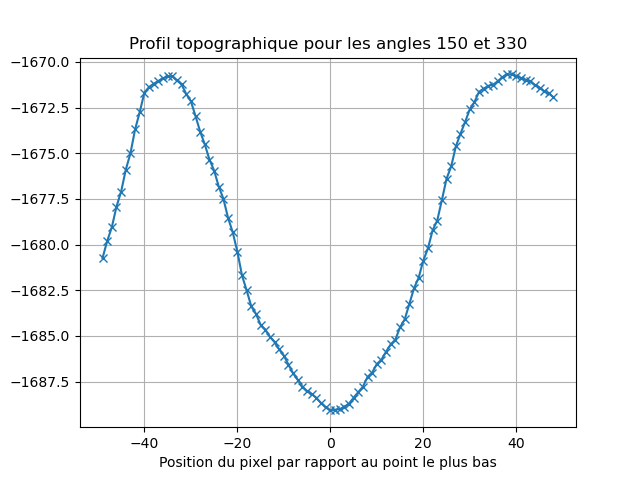 Profil topographique pour les angles 150 et 330
−1670.0
−1672.5
−1675.0
−1677.5
−1680.0
−1682.5
−1685.0
−1687.5
−40 −20 0 20 40
Position du pixel par rapport au point le plus bas